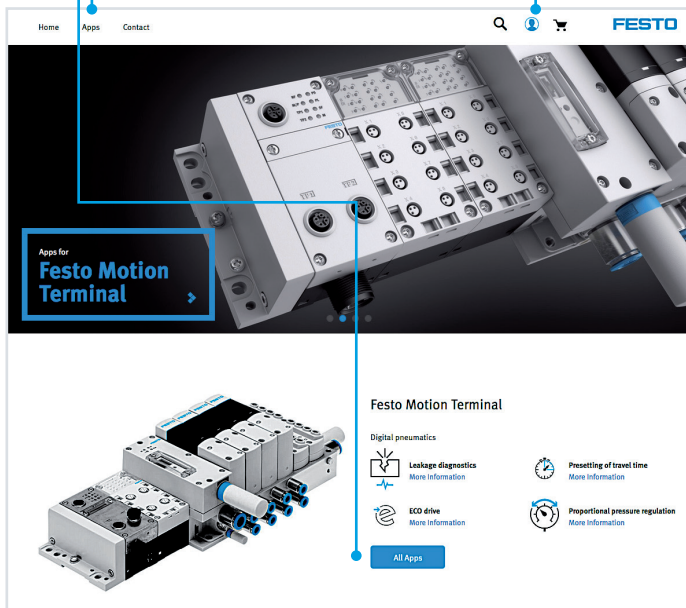 Home Apps Contact
FESTO
Apps for
Festo Motion
Terminal
Festo Motion Terminal
Digital pneumatics
Leakage diagnostics
More Information
Presetting of travel time
More Information
ECO drive
More Information
Proportional pressure regulation
More Information
All Apps